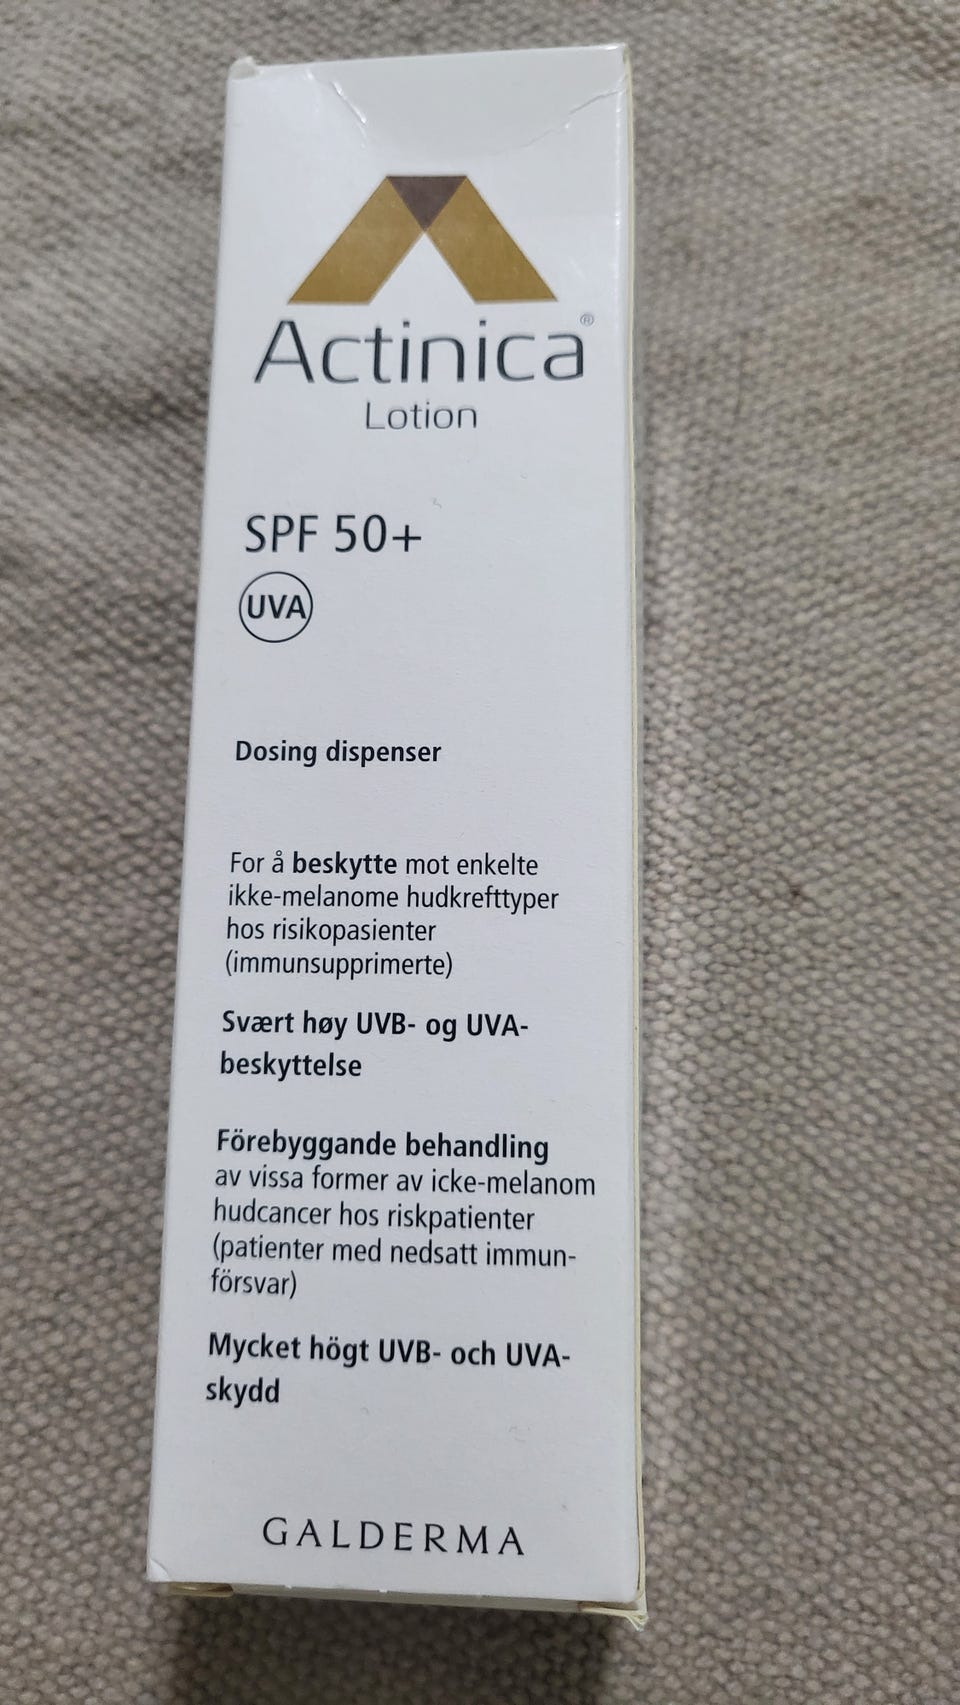 Actinica®
Lotion
SPF 50+
UVA
Dosing dispenser
For å beskytte mot enkelte
ikke-melanome hudkrefttyper
hos risikopasienter
(immunsupprimerte)
Svært høy UVB- og UVA-
beskyttelse
Förebyggande behandling
av vissa former av icke-melanom
hudcancer hos riskpatienter
(patienter med nedsatt immun-
försvar)
Mycket högt UVB- och UVA-
skydd
GALDERMA